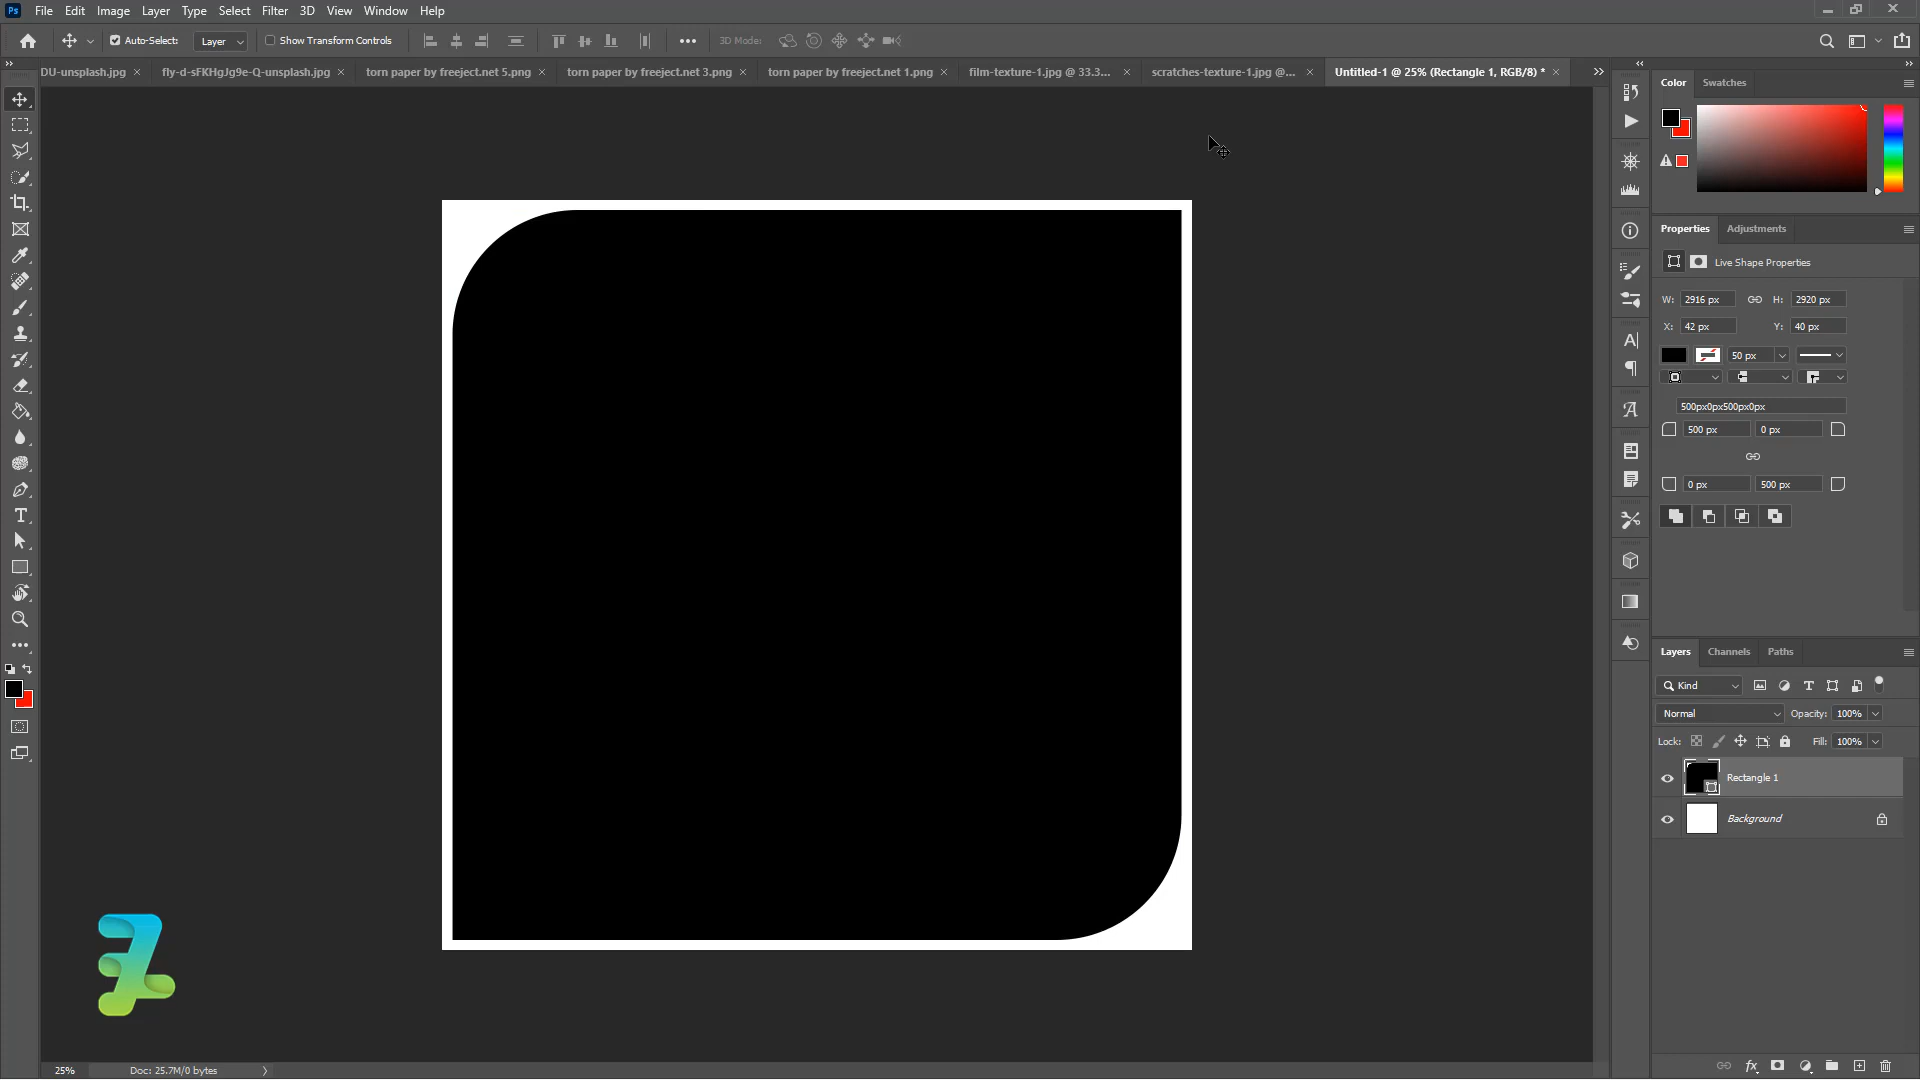 Ps File Edit Image Layer Type Select Filter 3D View Window Help
Auto-Select: Layer Show Transform Controls 3D Mode:
DU-unsplash.jpg fly-d-sFKHgJg9e-Q-unsplash.jpg torn paper by freeject.net 5.png torn paper by freeject.net 3.png torn paper by freeject.net 1.png film-texture-1.jpg @ 33.3... scratches-texture-1.jpg @... Untitled-1 @ 25% (Rectangle 1, RGB/8) *
Color Swatches
Properties Adjustments
Live Shape Properties
W: 2916 px H: 2920 px
X: 42 px Y: 40 px
50 px
500px0px500px0px
500 px 0 px
0 px 500 px
Layers Channels Paths
Kind
Normal Opacity: 100%
Lock: Fill: 100%
Rectangle 1
Background
25% Doc: 25.7M/0 bytes